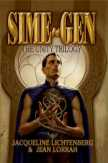 SIME~GEN
THE UNITY TRILOGY
JACQUELINE LICHTENBERG
& JEAN LORRAH